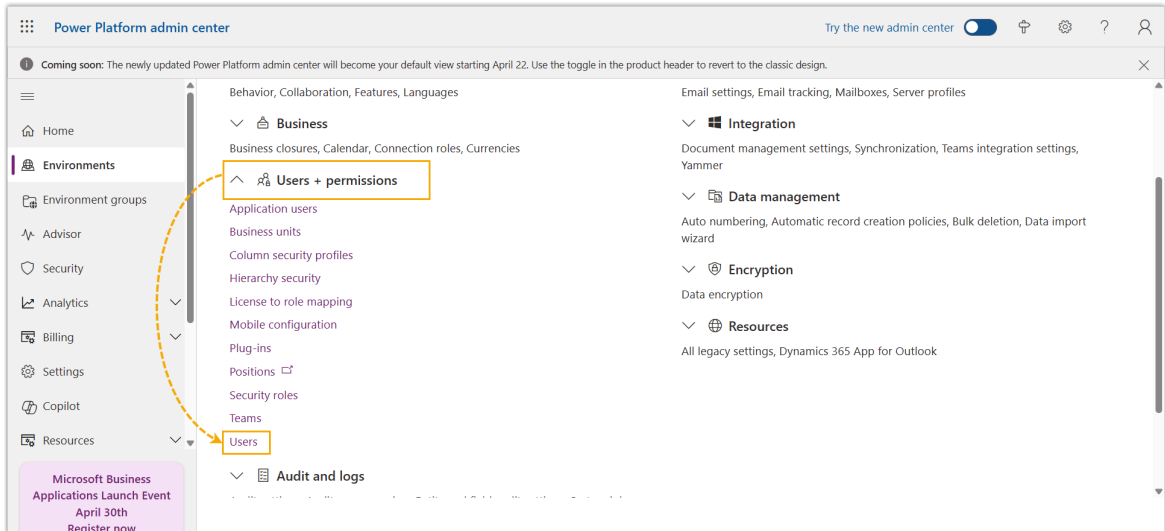 Power Platform admin center
Try the new admin center
Coming soon: The newly updated Power Platform admin center will become your default view starting April 22. Use the toggle in the product header to revert to the classic design.
Home
Environments
Environment groups
Advisor
Security
Analytics
Billing
Settings
Copilot
Resources
Microsoft Business
Applications Launch Event
April 30th
Register now
Behavior, Collaboration, Features, Languages
Business
Business closures, Calendar, Connection roles, Currencies
Users + permissions
Application users
Business units
Column security profiles
Hierarchy security
License to role mapping
Mobile configuration
Plug-ins
Positions
Security roles
Teams
Users
Audit and logs
Email settings, Email tracking, Mailboxes, Server profiles
Integration
Document management settings, Synchronization, Teams integration settings,
Yammer
Data management
Auto numbering, Automatic record creation policies, Bulk deletion, Data import
wizard
Encryption
Data encryption
Resources
All legacy settings, Dynamics 365 App for Outlook